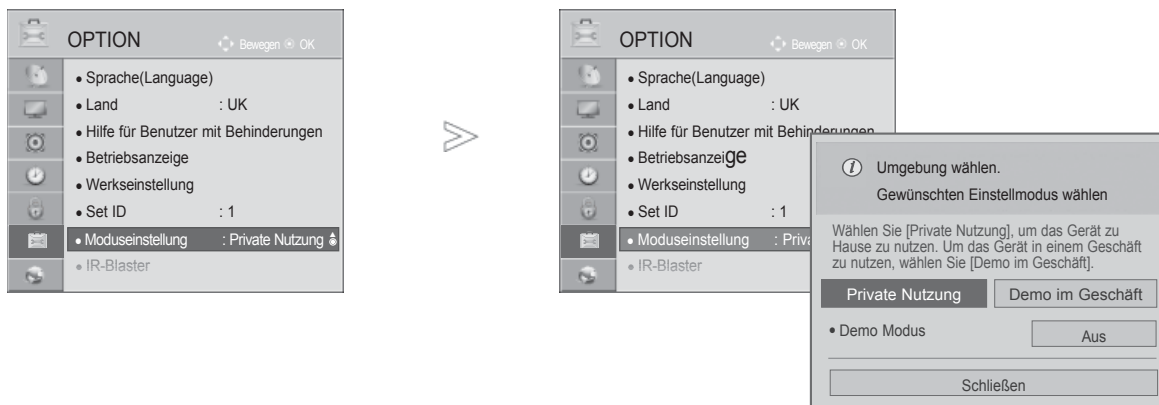 OPTION
Bewegen OK
• Sprache(Language)
• Land : UK
• Hilfe für Benutzer mit Behinderungen
• Betriebsanzeige
• Werkseinstellung
• Set ID : 1
• Moduseinstellung : Private Nutzung
• IR-Blaster
OPTION
Bewegen OK
• Sprache(Language)
• Land : UK
• Hilfe für Benutzer mit Behinderungen
• Betriebsanzeige
• Werkseinstellung
• Set ID : 1
• Moduseinstellung : Priva
• IR-Blaster
Umgebung wählen.
Gewünschten Einstellmodus wählen
Wählen Sie [Private Nutzung], um das Gerät zu
Hause zu nutzen. Um das Gerät in einem Geschäft
zu nutzen, wählen Sie [Demo im Geschäft].
Private Nutzung Demo im Geschäft
• Demo Modus Aus
Schließen